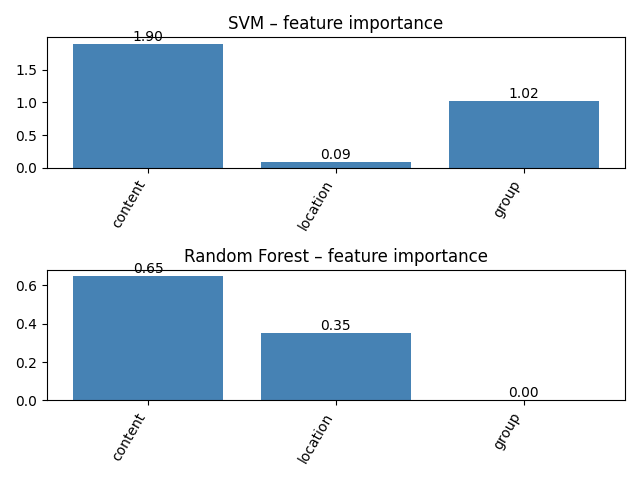 SVM – feature importance
1.90
0.09
1.02
1.5
1.0
0.5
0.0
content
location
group
Random Forest – feature importance
0.65
0.35
0.00
0.6
0.4
0.2
0.0
content
location
group